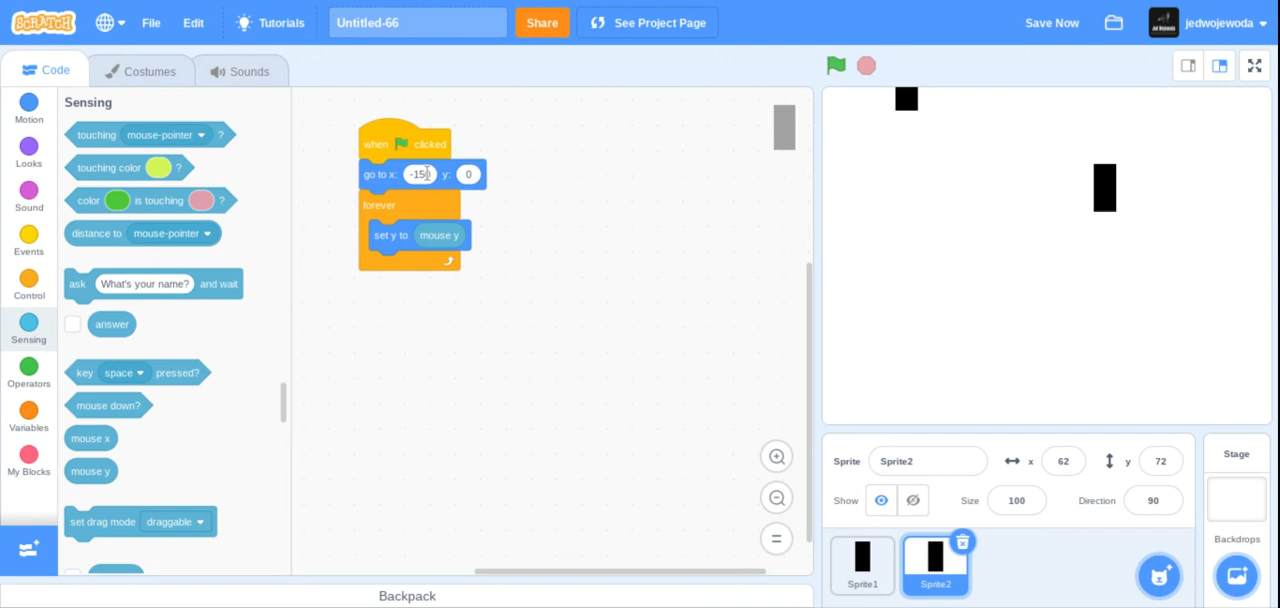 SCRATCH File Edit Tutorials Untitled-66 Share See Project Page Save Now jedwojewoda
Code Costumes Sounds
Motion
Looks
Sound
Events
Control
Sensing
Operators
Variables
My Blocks
Sensing
touching mouse-pointer ?
touching color ?
color is touching ?
distance to mouse-pointer
ask What's your name? and wait
answer
key space pressed?
mouse down?
mouse x
mouse y
set drag mode draggable
when clicked
go to x: -150 y: 0
forever
set y to mouse y
Backpack
Sprite Sprite2 x 62 y 72
Show Size 100 Direction 90
Sprite1 Sprite2
Stage
Backdrops